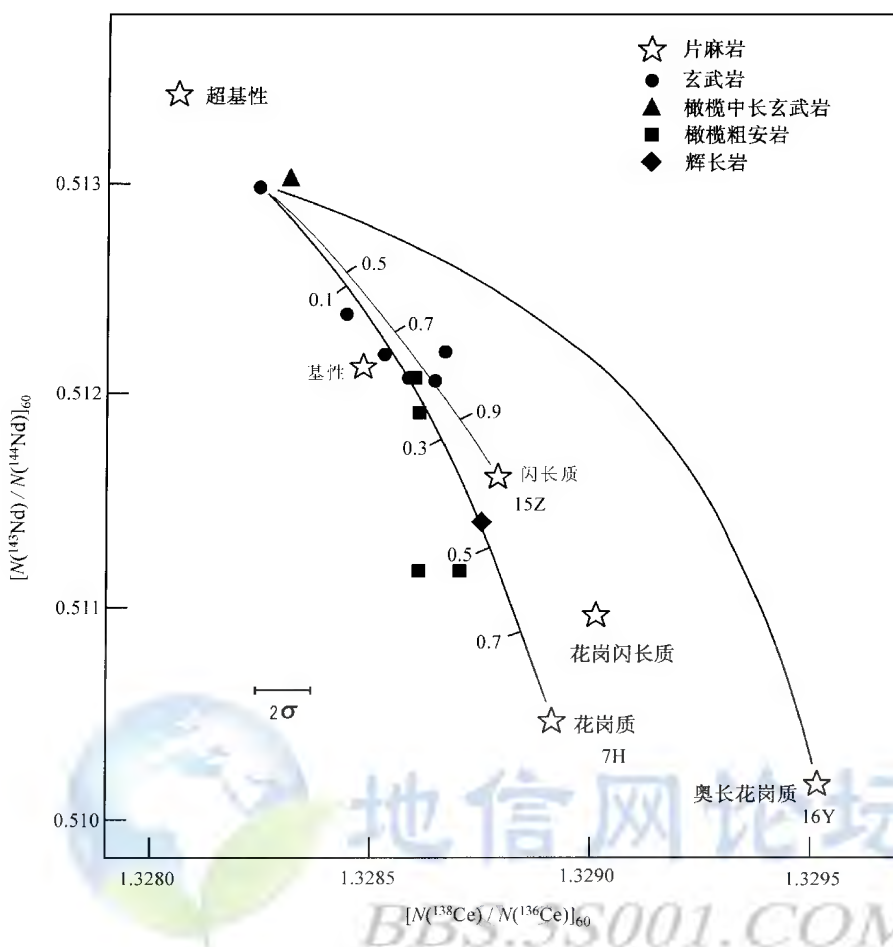 片麻岩
玄武岩
橄榄中长玄武岩
橄榄粗安岩
辉长岩
超基性
0.513
0.5
0.1
0.7
基性
0.512
0.9
0.3
闪长质
15Z
[N(¹⁴³Nd) / N(¹⁴⁴Nd)]₆₀
0.5
0.511
0.7
花岗闪长质
2σ
花岗质
7H
奥长花岗质
16Y
0.510
地信网论坛
1.3280
1.3285
1.3290
1.3295
[N(¹³⁸Ce) / N(¹³⁶Ce)]₆₀
BBS.3S001.COM